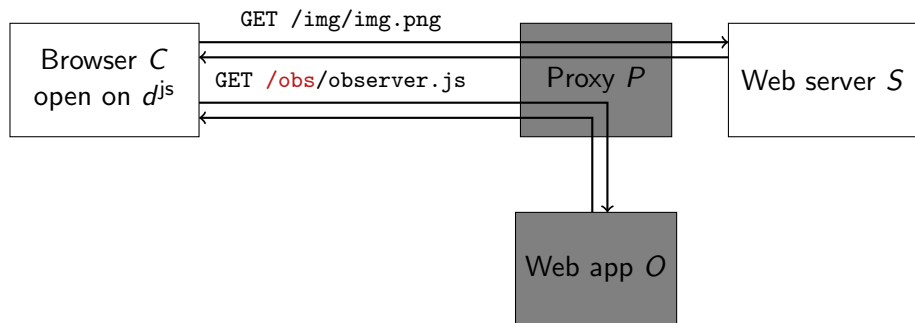 GET /img/img.png
Browser C
open on d^js
Proxy P
Web server S
GET /obs/observer.js
Web app O